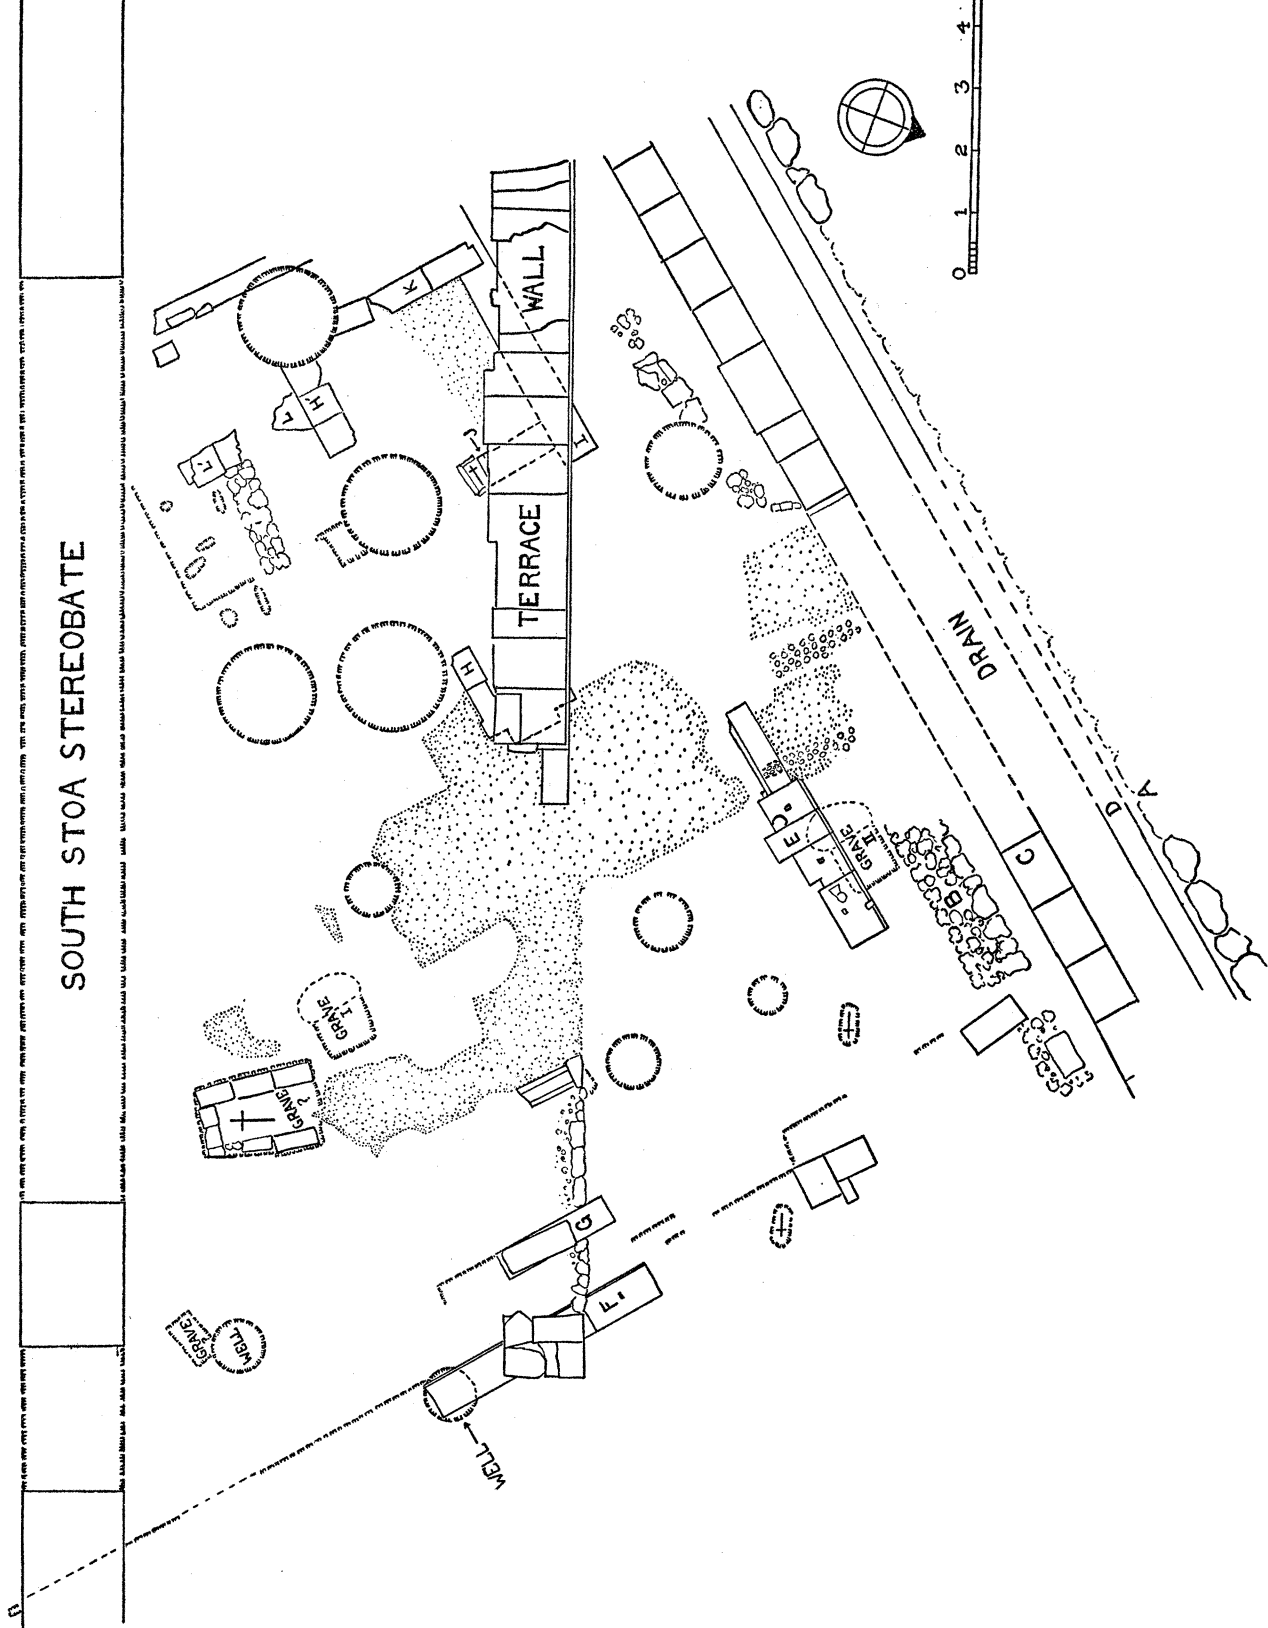 SOUTH STOA STEREOBATE
TERRACE WALL
DRAIN
0 1 2 3 4
K
L
H
L'
J
I
H
E
GRAVE
II
B
C
D
A
GRAVE
I
GRAVE
?
G
F
GRAVE
?
WELL
WELL